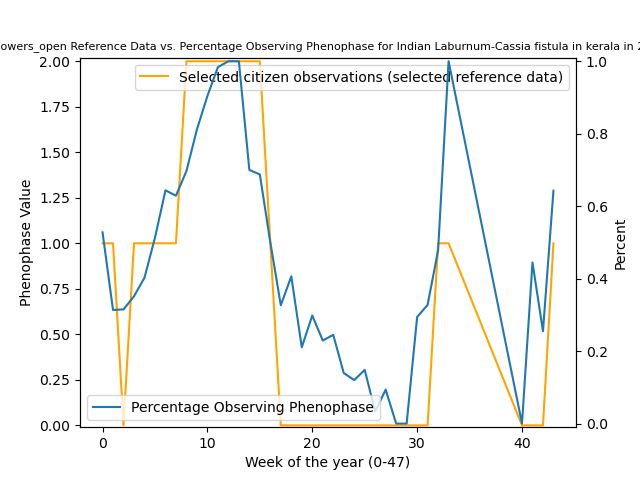 owers_open Reference Data vs. Percentage Observing Phenophase for Indian Laburnum-Cassia fistula in kerala in 2
Selected citizen observations (selected reference data)
Percentage Observing Phenophase
Phenophase Value
2.00
1.75
1.50
1.25
1.00
0.75
0.50
0.25
0.00
1.0
0.8
0.6
0.4
0.2
0.0
Percent
0 10 20 30 40
Week of the year (0-47)